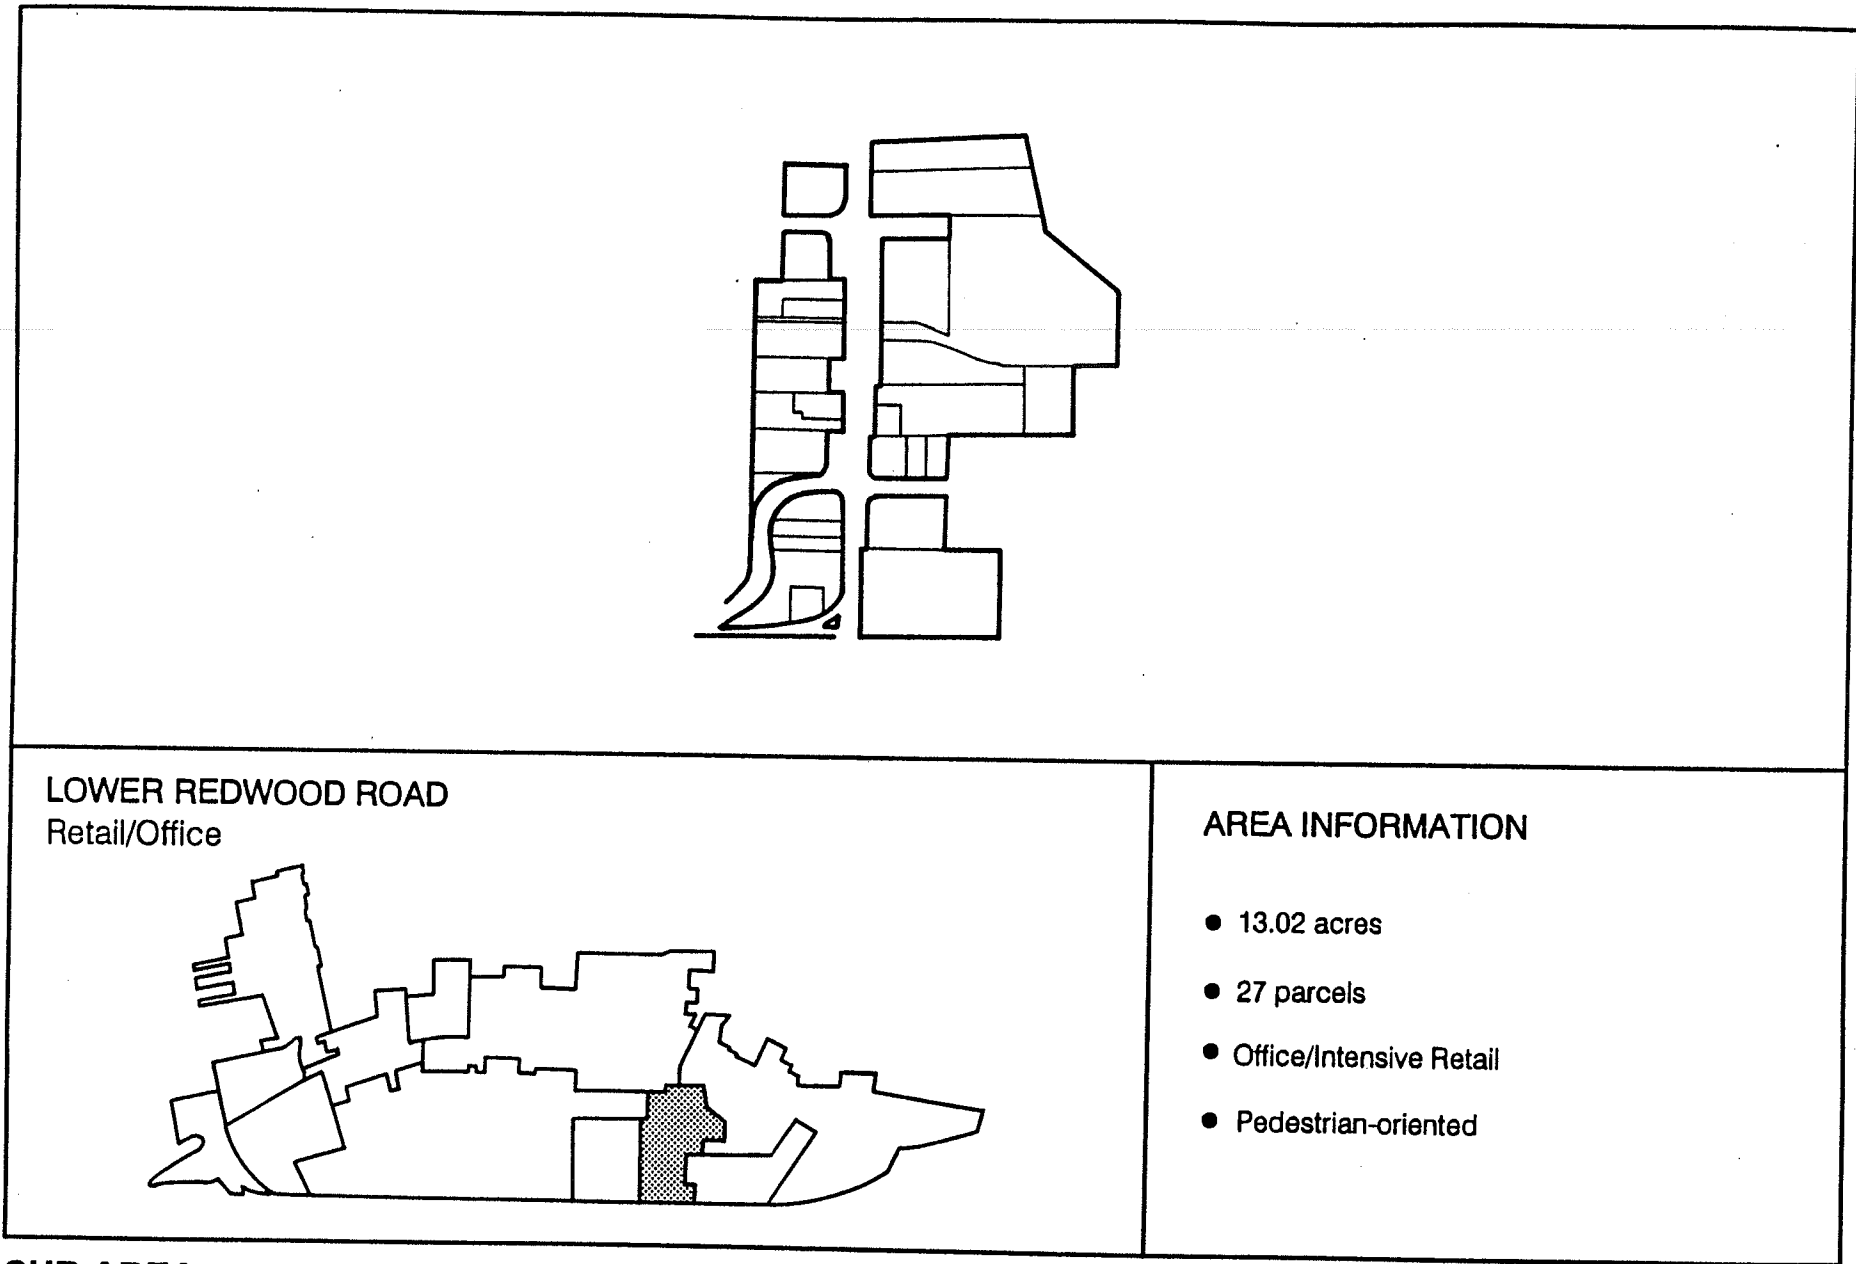 LOWER REDWOOD ROAD
Retail/Office
AREA INFORMATION
● 13.02 acres
● 27 parcels
● Office/Intensive Retail
● Pedestrian-oriented